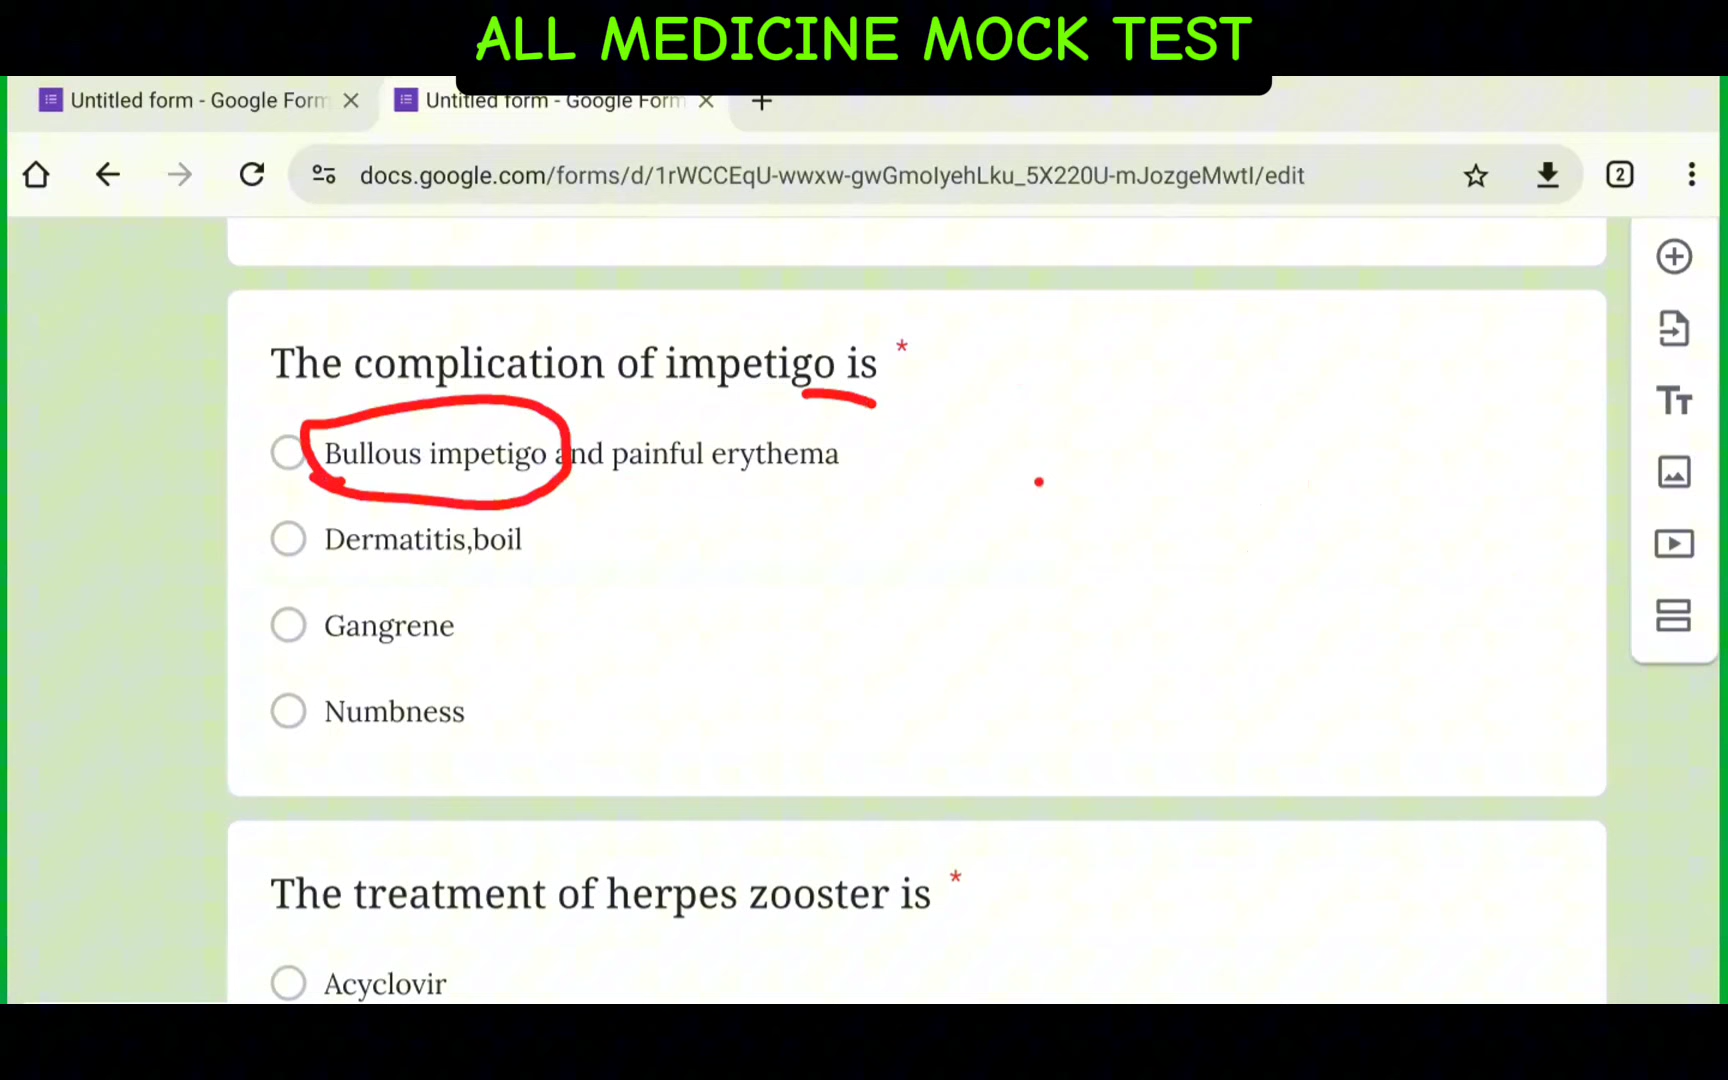 ALL MEDICINE MOCK TEST
Untitled form - Google Form
Untitled form - Google Form
docs.google.com/forms/d/1rWCCEqU-wwxw-gwGmoIyehLku_5X220U-mJozgeMwtI/edit
2
The complication of impetigo is *
Bullous impetigo and painful erythema
Dermatitis,boil
Gangrene
Numbness
The treatment of herpes zooster is *
Acyclovir